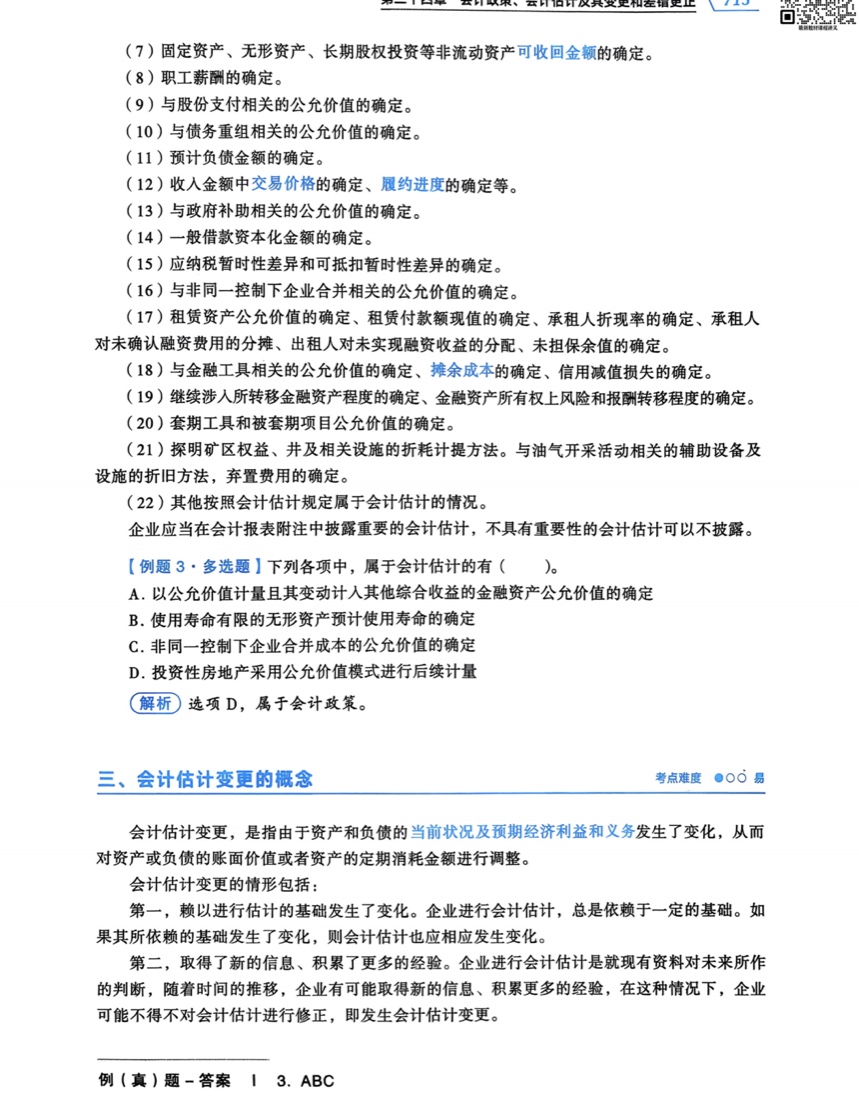 第二十四章 会计政策、会计估计及其变更和差错更正 715
(7)固定资产、无形资产、长期股权投资等非流动资产可收回金额的确定。
(8)职工薪酬的确定。
(9)与股份支付相关的公允价值的确定。
(10)与债务重组相关的公允价值的确定。
(11)预计负债金额的确定。
(12)收入金额中交易价格的确定、履约进度的确定等。
(13)与政府补助相关的公允价值的确定。
(14)一般借款资本化金额的确定。
(15)应纳税暂时性差异和可抵扣暂时性差异的确定。
(16)与非同一控制下企业合并相关的公允价值的确定。
(17)租赁资产公允价值的确定、租赁付款额现值的确定、承租人折现率的确定、承租人
对未确认融资费用的分摊、出租人对未实现融资收益的分配、未担保余值的确定。
(18)与金融工具相关的公允价值的确定、摊余成本的确定、信用减值损失的确定。
(19)继续涉入所转移金融资产程度的确定、金融资产所有权上风险和报酬转移程度的确定。
(20)套期工具和被套期项目公允价值的确定。
(21)探明矿区权益、井及相关设施的折耗计提方法。与油气开采活动相关的辅助设备及
设施的折旧方法，弃置费用的确定。
(22)其他按照会计估计规定属于会计估计的情况。
企业应当在会计报表附注中披露重要的会计估计，不具有重要性的会计估计可以不披露。
【例题3·多选题】下列各项中，属于会计估计的有( )。
A. 以公允价值计量且其变动计入其他综合收益的金融资产公允价值的确定
B. 使用寿命有限的无形资产预计使用寿命的确定
C. 非同一控制下企业合并成本的公允价值的确定
D. 投资性房地产采用公允价值模式进行后续计量
解析 选项D，属于会计政策。
三、会计估计变更的概念 考点难度 ●○○ 易
会计估计变更，是指由于资产和负债的当前状况及预期经济利益和义务发生了变化，从而
对资产或负债的账面价值或者资产的定期消耗金额进行调整。
会计估计变更的情形包括：
第一，赖以进行估计的基础发生了变化。企业进行会计估计，总是依赖于一定的基础。如
果其所依赖的基础发生了变化，则会计估计也应相应发生变化。
第二，取得了新的信息、积累了更多的经验。企业进行会计估计是就现有资料对未来所作
的判断，随着时间的推移，企业有可能取得新的信息、积累更多的经验，在这种情况下，企业
可能不得不对会计估计进行修正，即发生会计估计变更。
例(真)题－答案 | 3. ABC